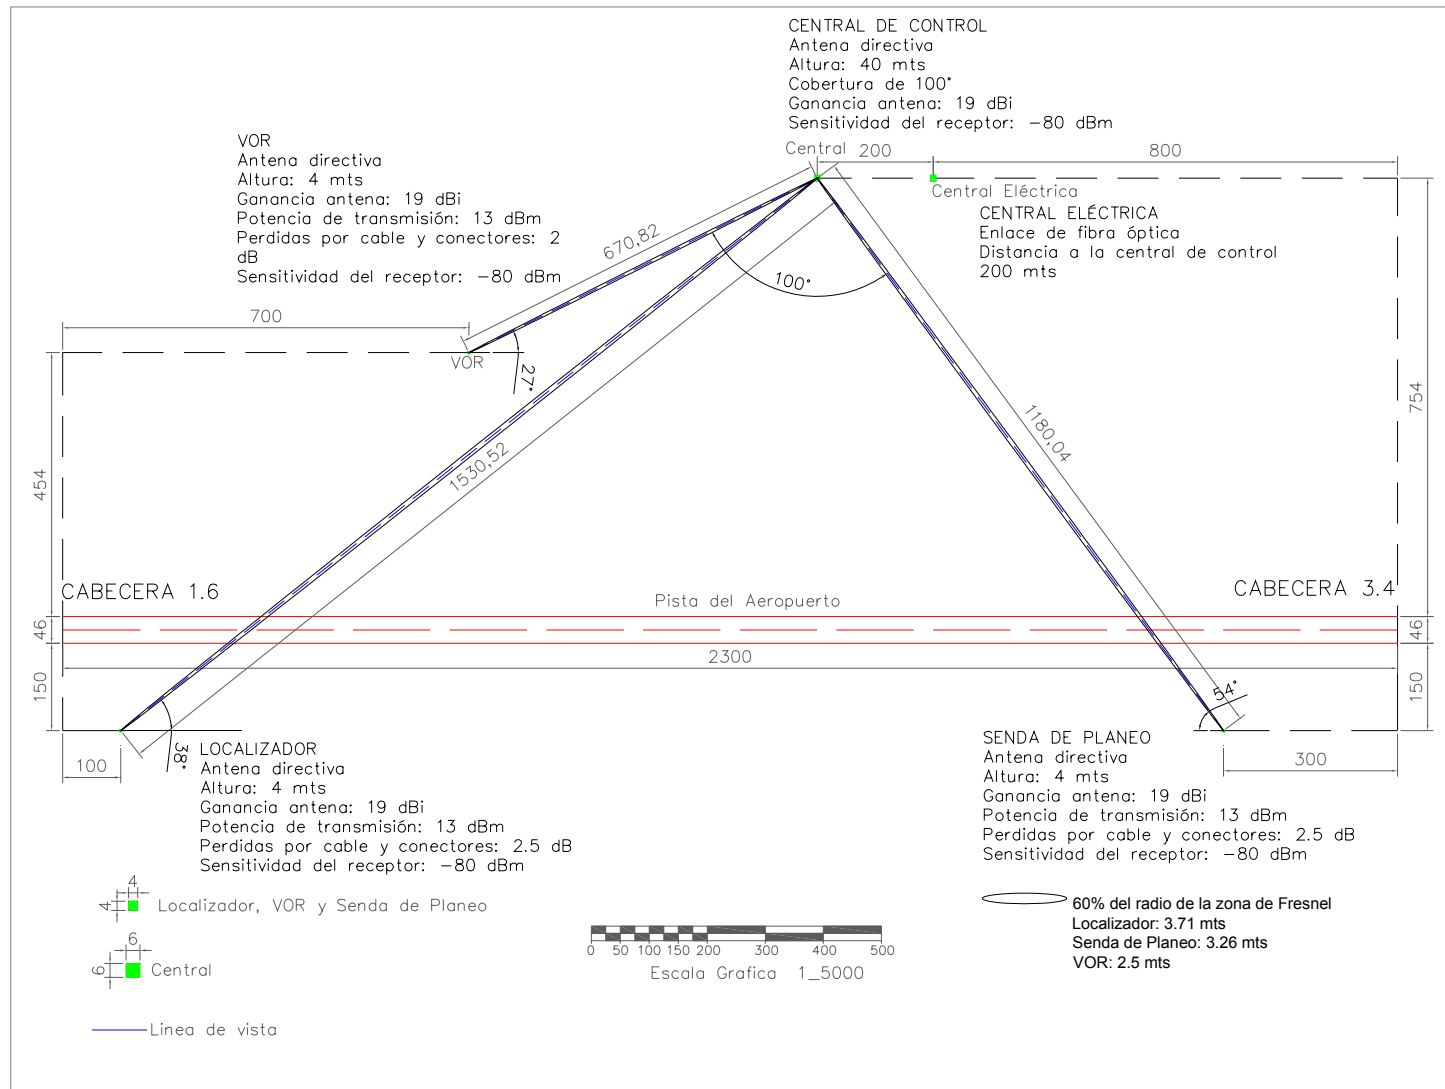 CENTRAL DE CONTROL
Antena directiva
Altura: 40 mts
Cobertura de 100°
Ganancia antena: 19 dBi
Sensitividad del receptor: -80 dBm
Central
200
800
Central Eléctrica
CENTRAL ELÉCTRICA
Enlace de fibra óptica
Distancia a la central de control
200 mts
VOR
Antena directiva
Altura: 4 mts
Ganancia antena: 19 dBi
Potencia de transmisión: 13 dBm
Perdidas por cable y conectores: 2
dB
Sensitividad del receptor: -80 dBm
670,82
100°
700
VOR
27°
1530,52
1180,04
754
454
CABECERA 1.6
Pista del Aeropuerto
CABECERA 3.4
46
46
2300
150
150
54°
38°
100
300
LOCALIZADOR
Antena directiva
Altura: 4 mts
Ganancia antena: 19 dBi
Potencia de transmisión: 13 dBm
Perdidas por cable y conectores: 2.5 dB
Sensitividad del receptor: -80 dBm
SENDA DE PLANEO
Antena directiva
Altura: 4 mts
Ganancia antena: 19 dBi
Potencia de transmisión: 13 dBm
Perdidas por cable y conectores: 2.5 dB
Sensitividad del receptor: -80 dBm
4
4
Localizador, VOR y Senda de Planeo
6
6
Central
Linea de vista
0 50 100 150 200 300 400 500
Escala Grafica 1_5000
60% del radio de la zona de Fresnel
Localizador: 3.71 mts
Senda de Planeo: 3.26 mts
VOR: 2.5 mts